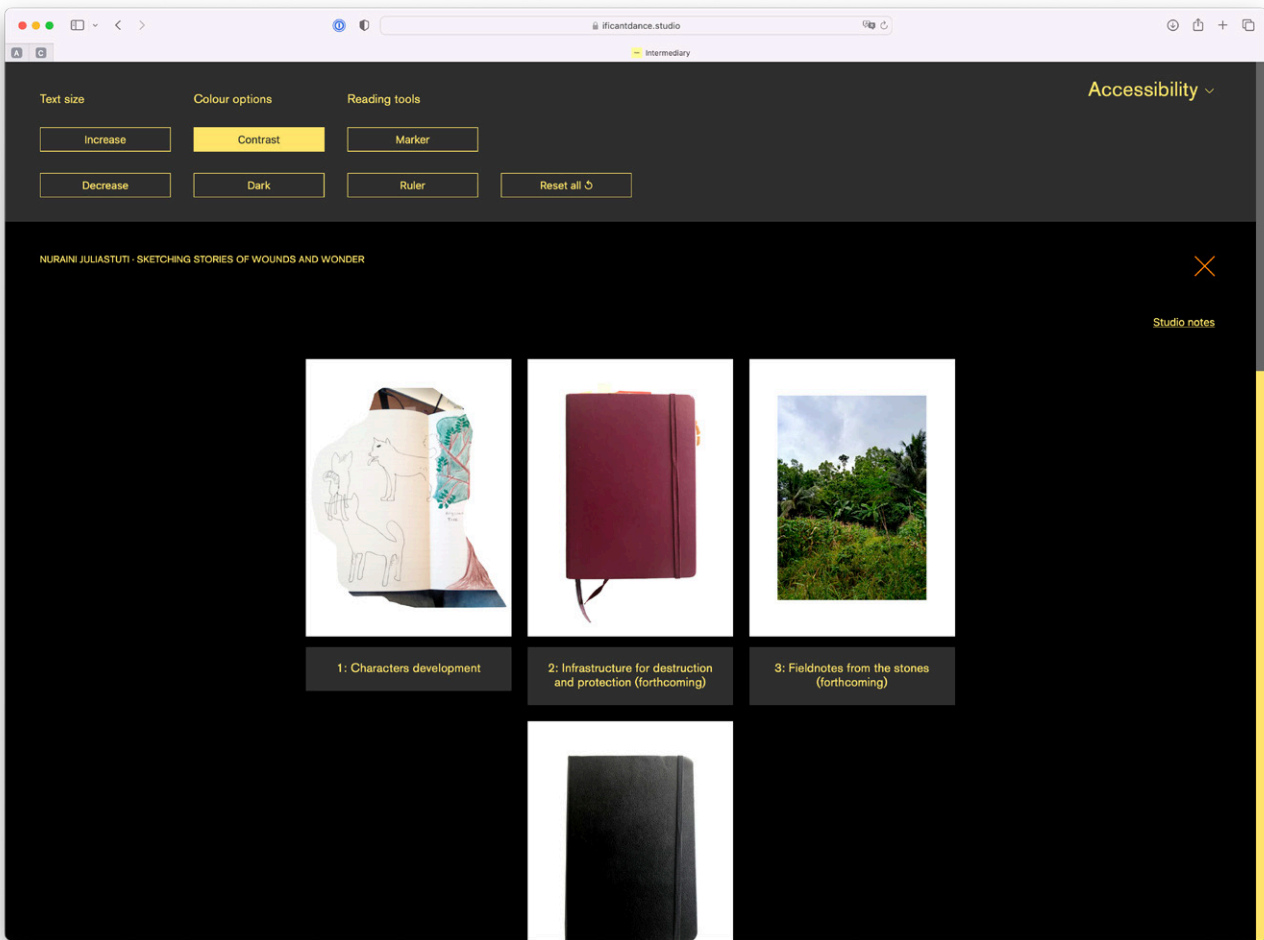 ificantdance.studio
A
C
Intermediary
Text size
Colour options
Reading tools
Accessibility
Increase
Contrast
Marker
Decrease
Dark
Ruler
Reset all
NURAINI JULIASTUTI · SKETCHING STORIES OF WOUNDS AND WONDER
Studio notes
1: Characters development
2: Infrastructure for destruction
and protection (forthcoming)
3: Fieldnotes from the stones
(forthcoming)